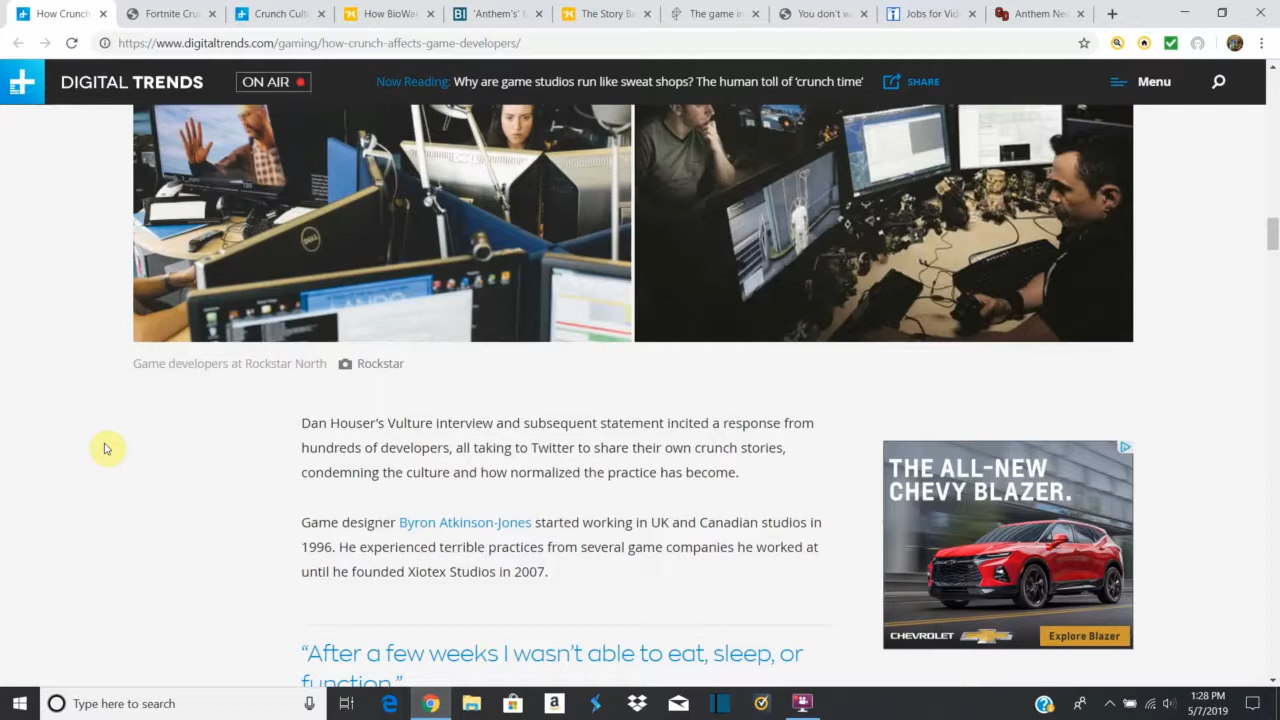 How Crunch
Fortnite Cru
Crunch Cult
How BioWar
'Anthem's' l
The Story Be
The game in
You don't w
Jobs for Vid
Anthem Nev
https://www.digitaltrends.com/gaming/how-crunch-affects-game-developers/
DIGITAL TRENDS
ON AIR
Now Reading: Why are game studios run like sweat shops? The human toll of 'crunch time'
SHARE
Menu
DELL
Game developers at Rockstar North
Rockstar
Dan Houser's Vulture interview and subsequent statement incited a response from
hundreds of developers, all taking to Twitter to share their own crunch stories,
condemning the culture and how normalized the practice has become.
Game designer Byron Atkinson-Jones started working in UK and Canadian studios in
1996. He experienced terrible practices from several game companies he worked at
until he founded Xiotex Studios in 2007.
"After a few weeks I wasn't able to eat, sleep, or
function."
THE ALL-NEW
CHEVY BLAZER.
CHEVROLET
Explore Blazer
Type here to search
1:28 PM
5/7/2019